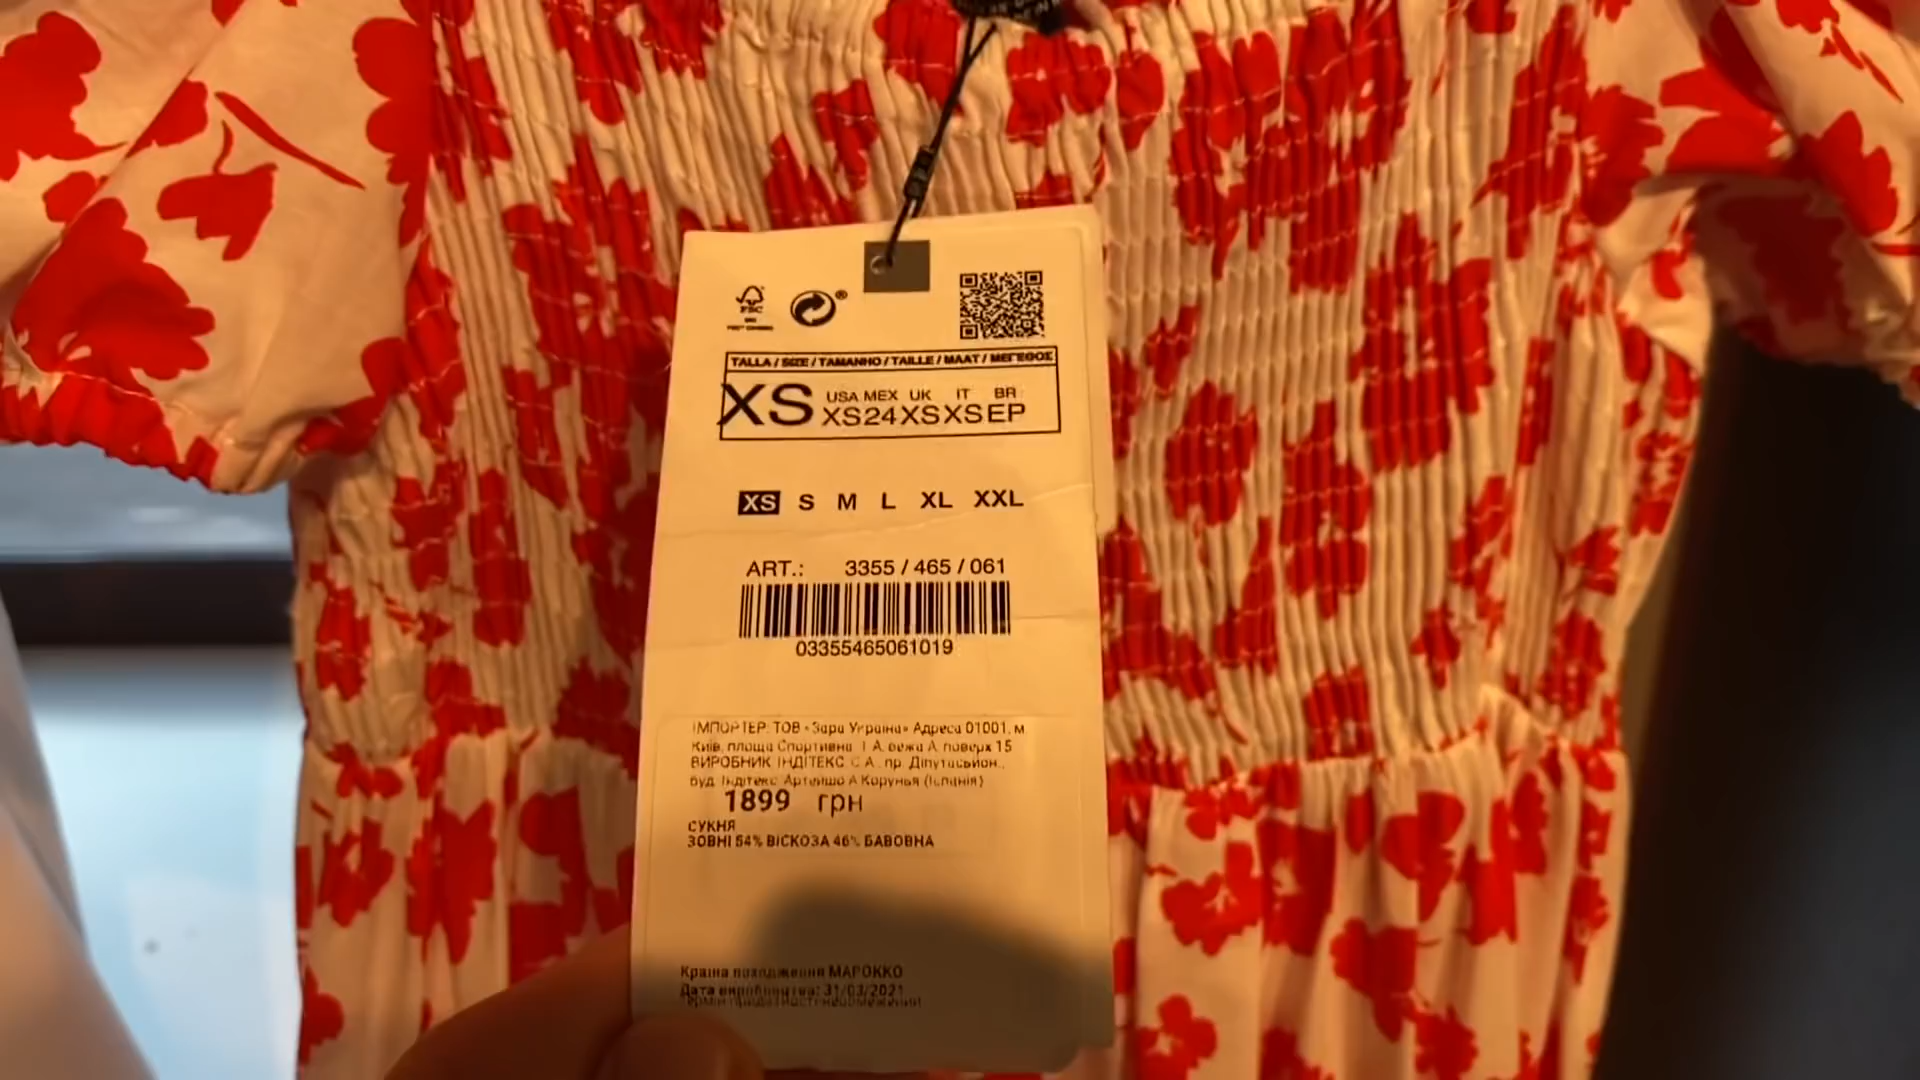 FSC
®
TALLA / SIZE / TAMANHO / TAILLE / MAAT / ΜΕΓΕΘΟΣ
XS
USA MEX UK IT BR
XS 24 XS XS EP
XS S M L XL XXL
ART.: 3355 / 465 / 061
03355465061019
ІМПОРТЕР: ТОВ «Зара Україна» Адреса 01001, м
Київ, площа Спортивна, 1 А, вежа А, поверх 15
ВИРОБНИК ІНДІТЕКС С.А., пр.
буд. Індітекс, Артейшо А Корунья (Іспанія)
1899 грн
СУКНЯ
ЗОВНІ 54% ВІСКОЗА 46% БАВОВНА
Країна походження МАРОККО
Дата виробництва: 31/03/2021